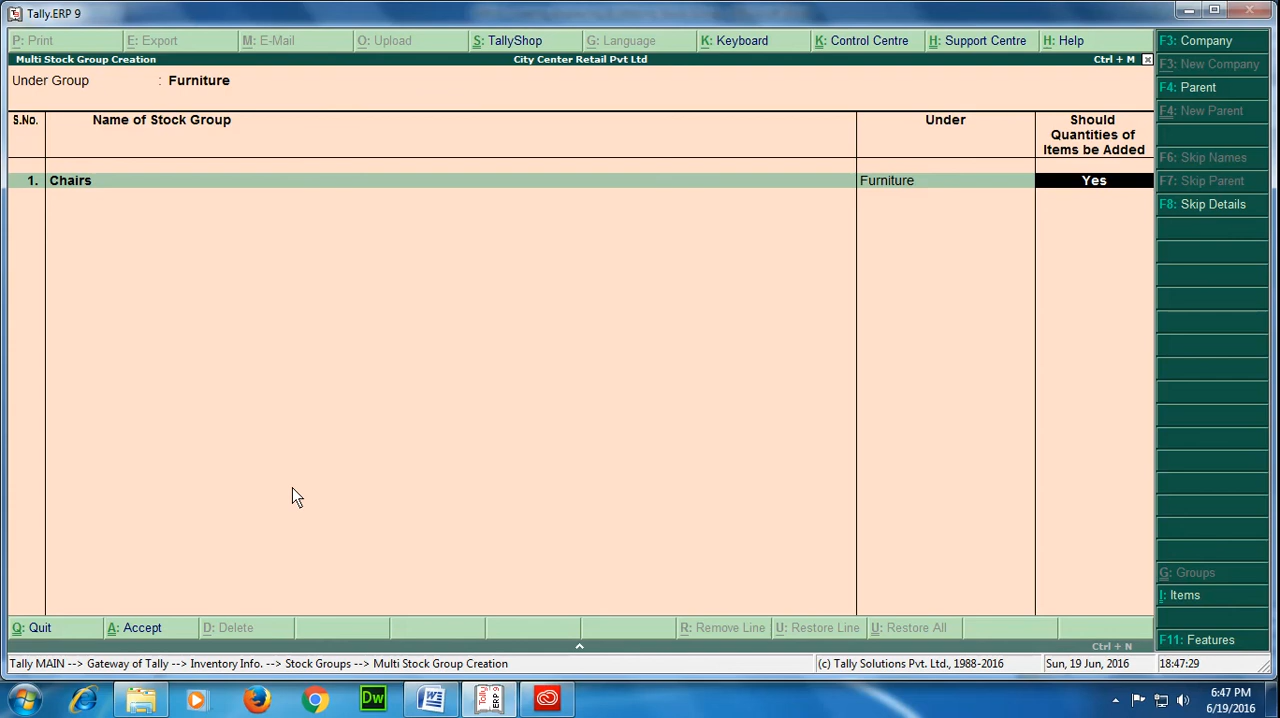 Tally.ERP 9
P: Print E: Export M: E-Mail O: Upload S: TallyShop G: Language K: Keyboard K: Control Centre H: Support Centre H: Help
F3: Company
Multi Stock Group Creation City Center Retail Pvt Ltd Ctrl + M
F3: New Company
Under Group : Furniture
F4: Parent
F4: New Parent
S.No. Name of Stock Group Under Should Quantities of Items be Added
F6: Skip Names
1. Chairs Furniture Yes
F7: Skip Parent
F8: Skip Details
G: Groups
I: Items
Q: Quit A: Accept D: Delete R: Remove Line U: Restore Line U: Restore All
F11: Features
Ctrl + N
Tally MAIN --> Gateway of Tally --> Inventory Info. --> Stock Groups --> Multi Stock Group Creation (c) Tally Solutions Pvt. Ltd., 1988-2016 Sun, 19 Jun, 2016 18:47:29
Dw
W
Tally ERP 9
6:47 PM
6/19/2016